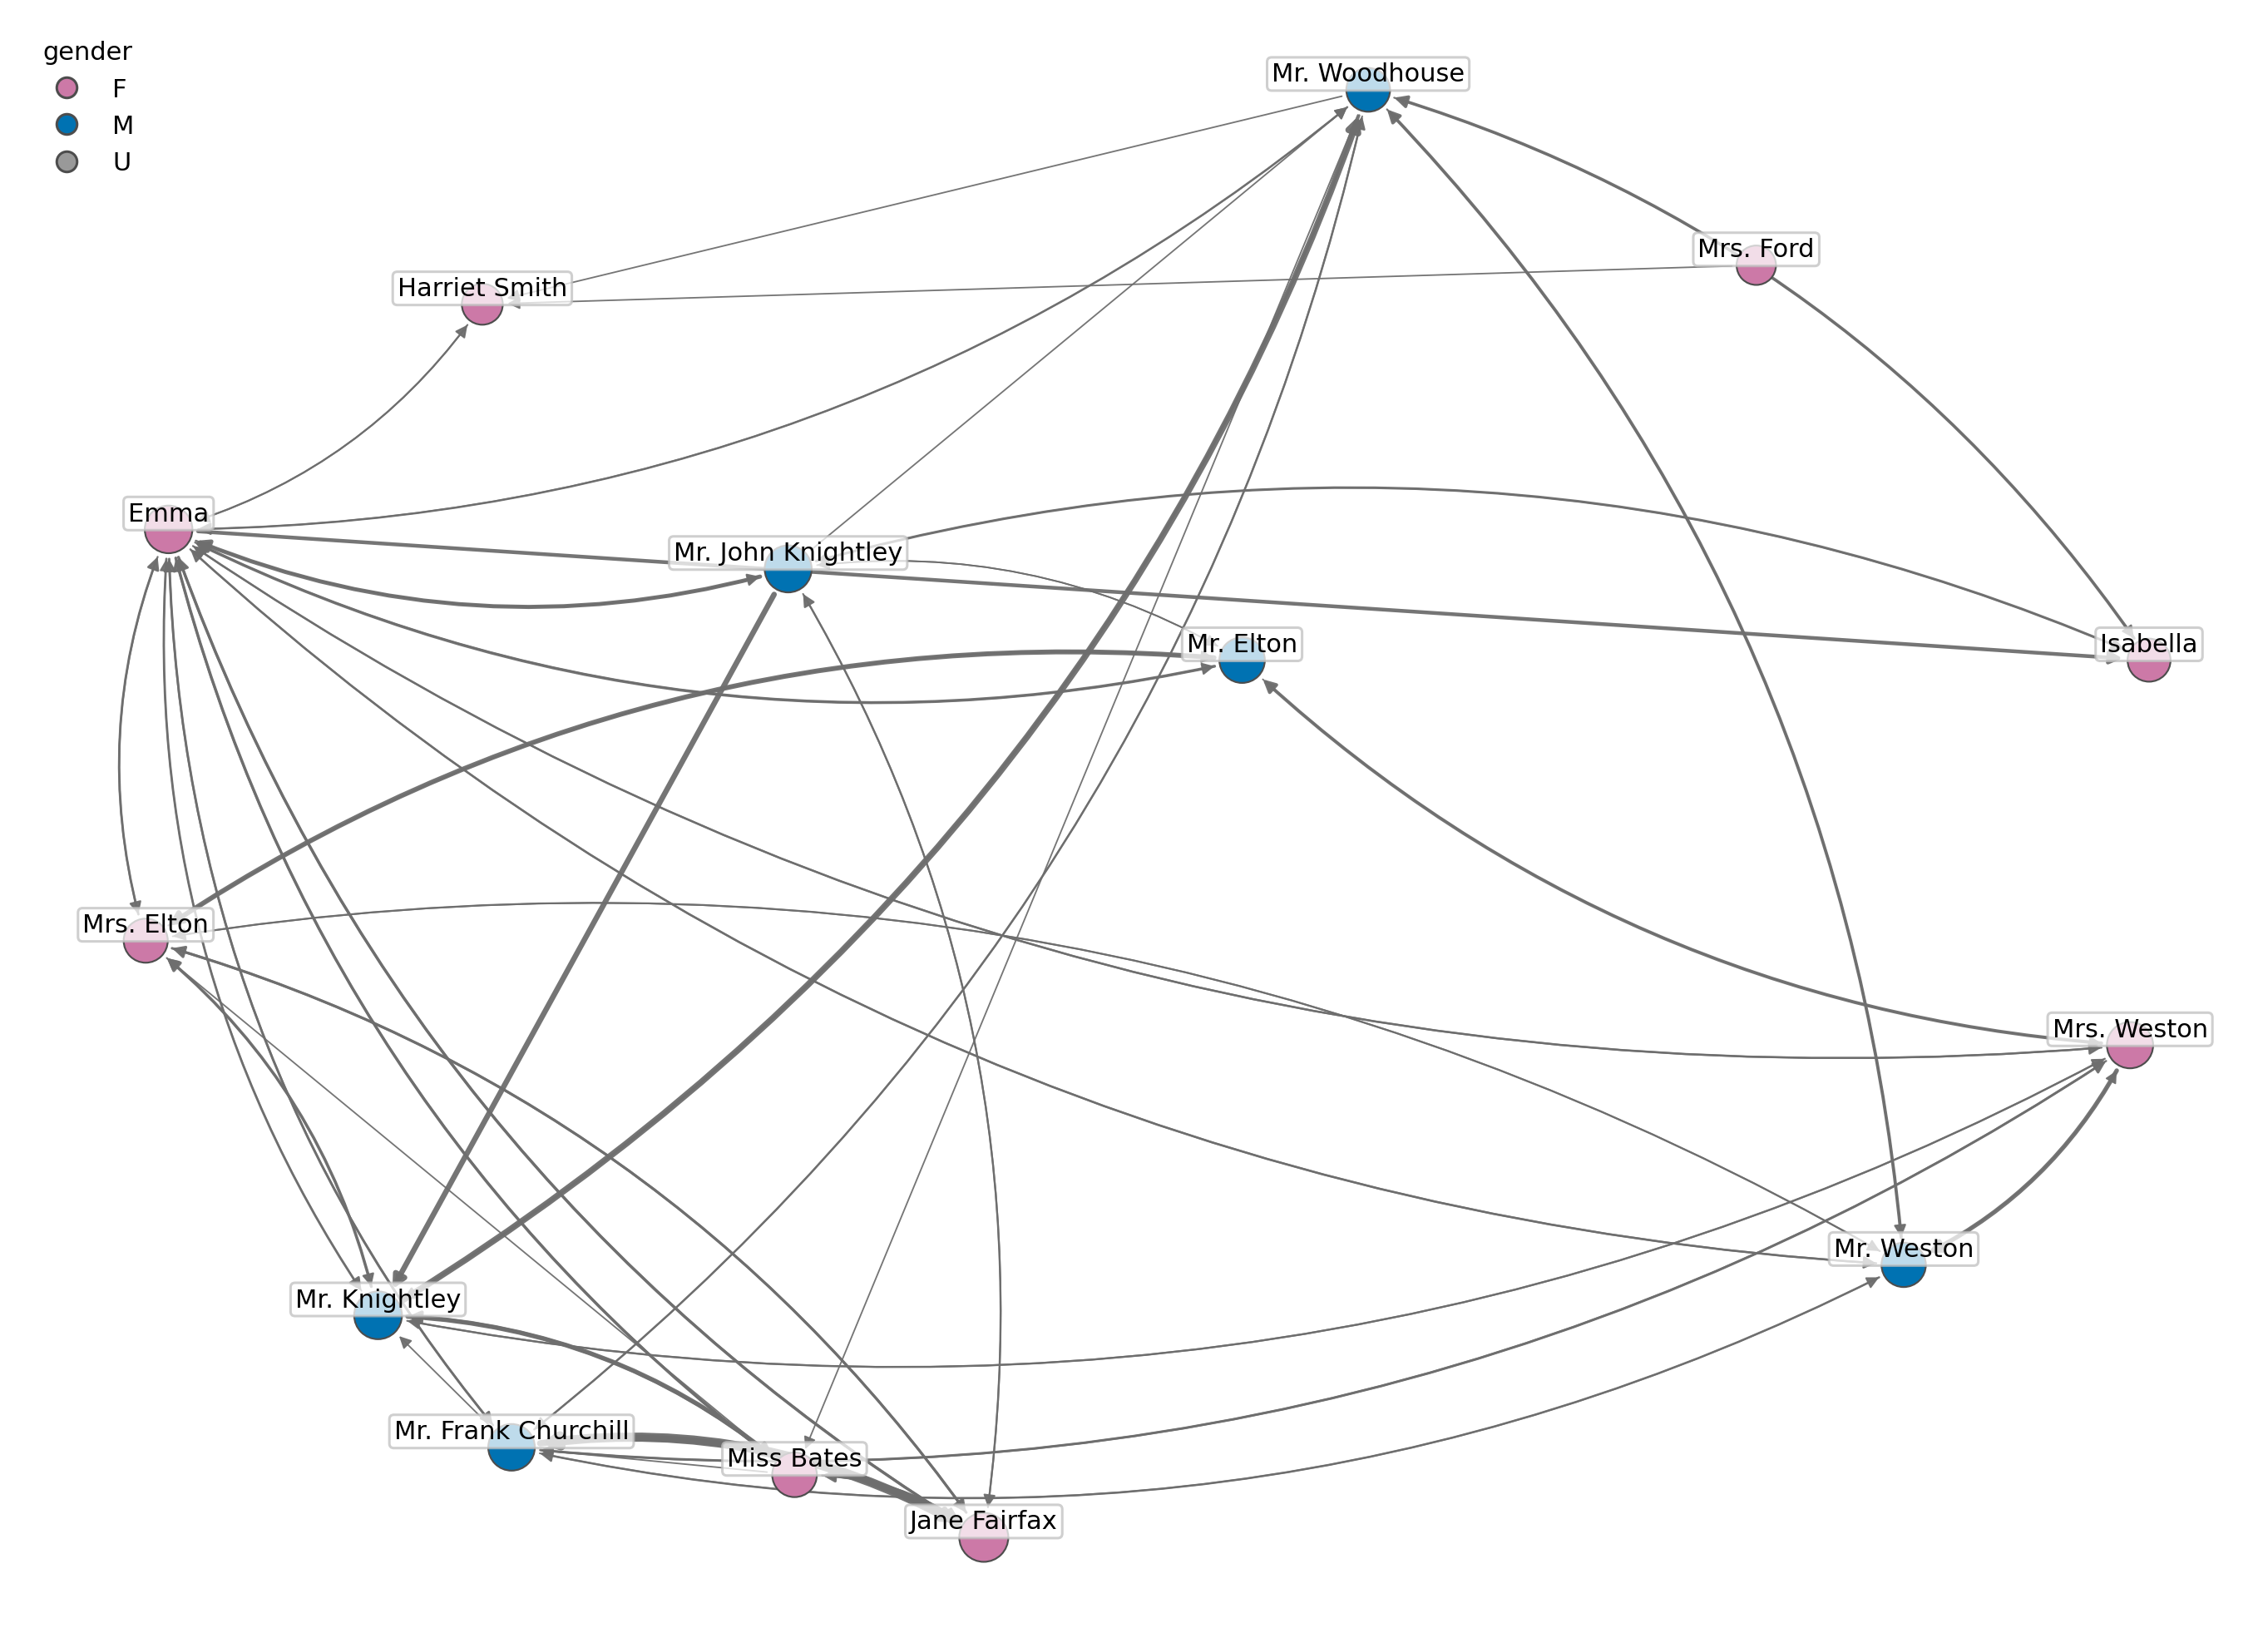 gender
F
M
U
Mr. Woodhouse
Mrs. Ford
Harriet Smith
Emma
Mr. John Knightley
Mr. Elton
Isabella
Mrs. Elton
Mrs. Weston
Mr. Weston
Mr. Knightley
Mr. Frank Churchill
Miss Bates
Jane Fairfax